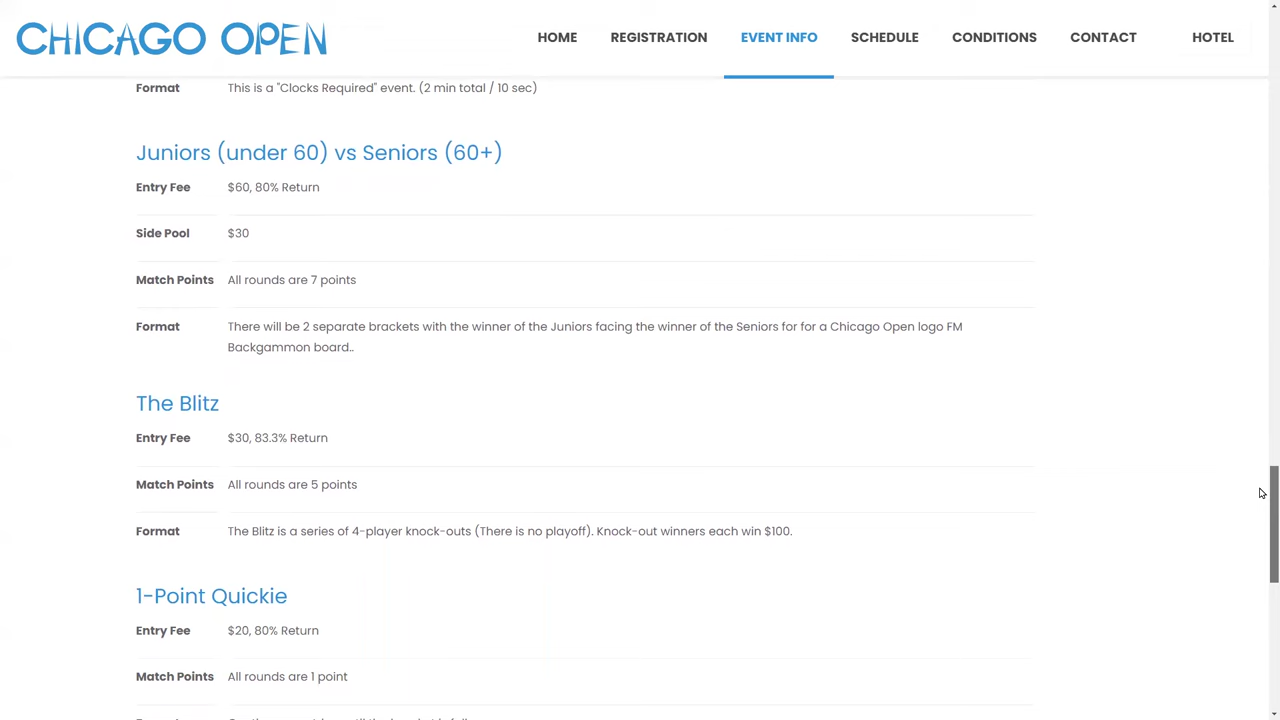 CHICAGO OPEN
HOME REGISTRATION EVENT INFO SCHEDULE CONDITIONS CONTACT HOTEL
Format This is a "Clocks Required" event. (2 min total / 10 sec)
Juniors (under 60) vs Seniors (60+)
Entry Fee $60, 80% Return
Side Pool $30
Match Points All rounds are 7 points
Format There will be 2 separate brackets with the winner of the Juniors facing the winner of the Seniors for for a Chicago Open logo FM
Backgammon board..
The Blitz
Entry Fee $30, 83.3% Return
Match Points All rounds are 5 points
Format The Blitz is a series of 4-player knock-outs (There is no playoff). Knock-out winners each win $100.
1-Point Quickie
Entry Fee $20, 80% Return
Match Points All rounds are 1 point